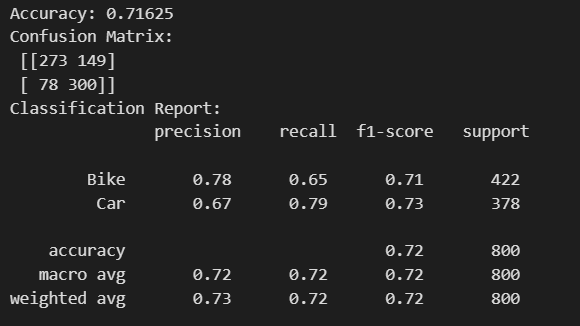 Accuracy: 0.71625
Confusion Matrix:
 [[273 149]
 [ 78 300]]
Classification Report:
              precision    recall  f1-score   support

        Bike       0.78      0.65      0.71       422
         Car       0.67      0.79      0.73       378

    accuracy                           0.72       800
   macro avg       0.72      0.72      0.72       800
weighted avg       0.73      0.72      0.72       800